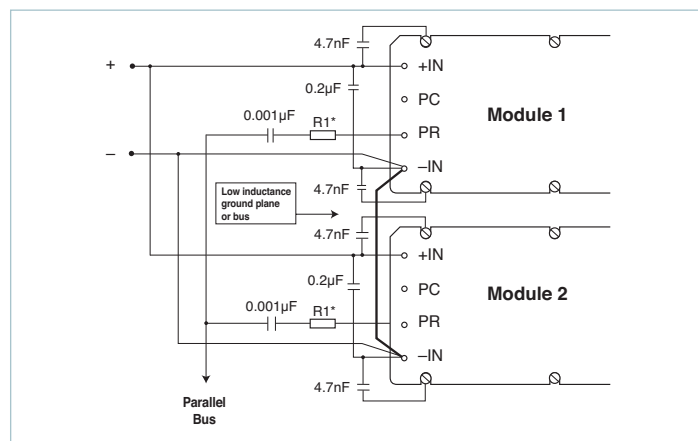 4.7nF
+
+IN
0.2µF
PC
Module 1
0.001µF
R1*
PR
–
–IN
4.7nF
Low inductance
ground plane
or bus
4.7nF
+IN
0.2µF
PC
Module 2
0.001µF
R1*
PR
–IN
4.7nF
Parallel
Bus